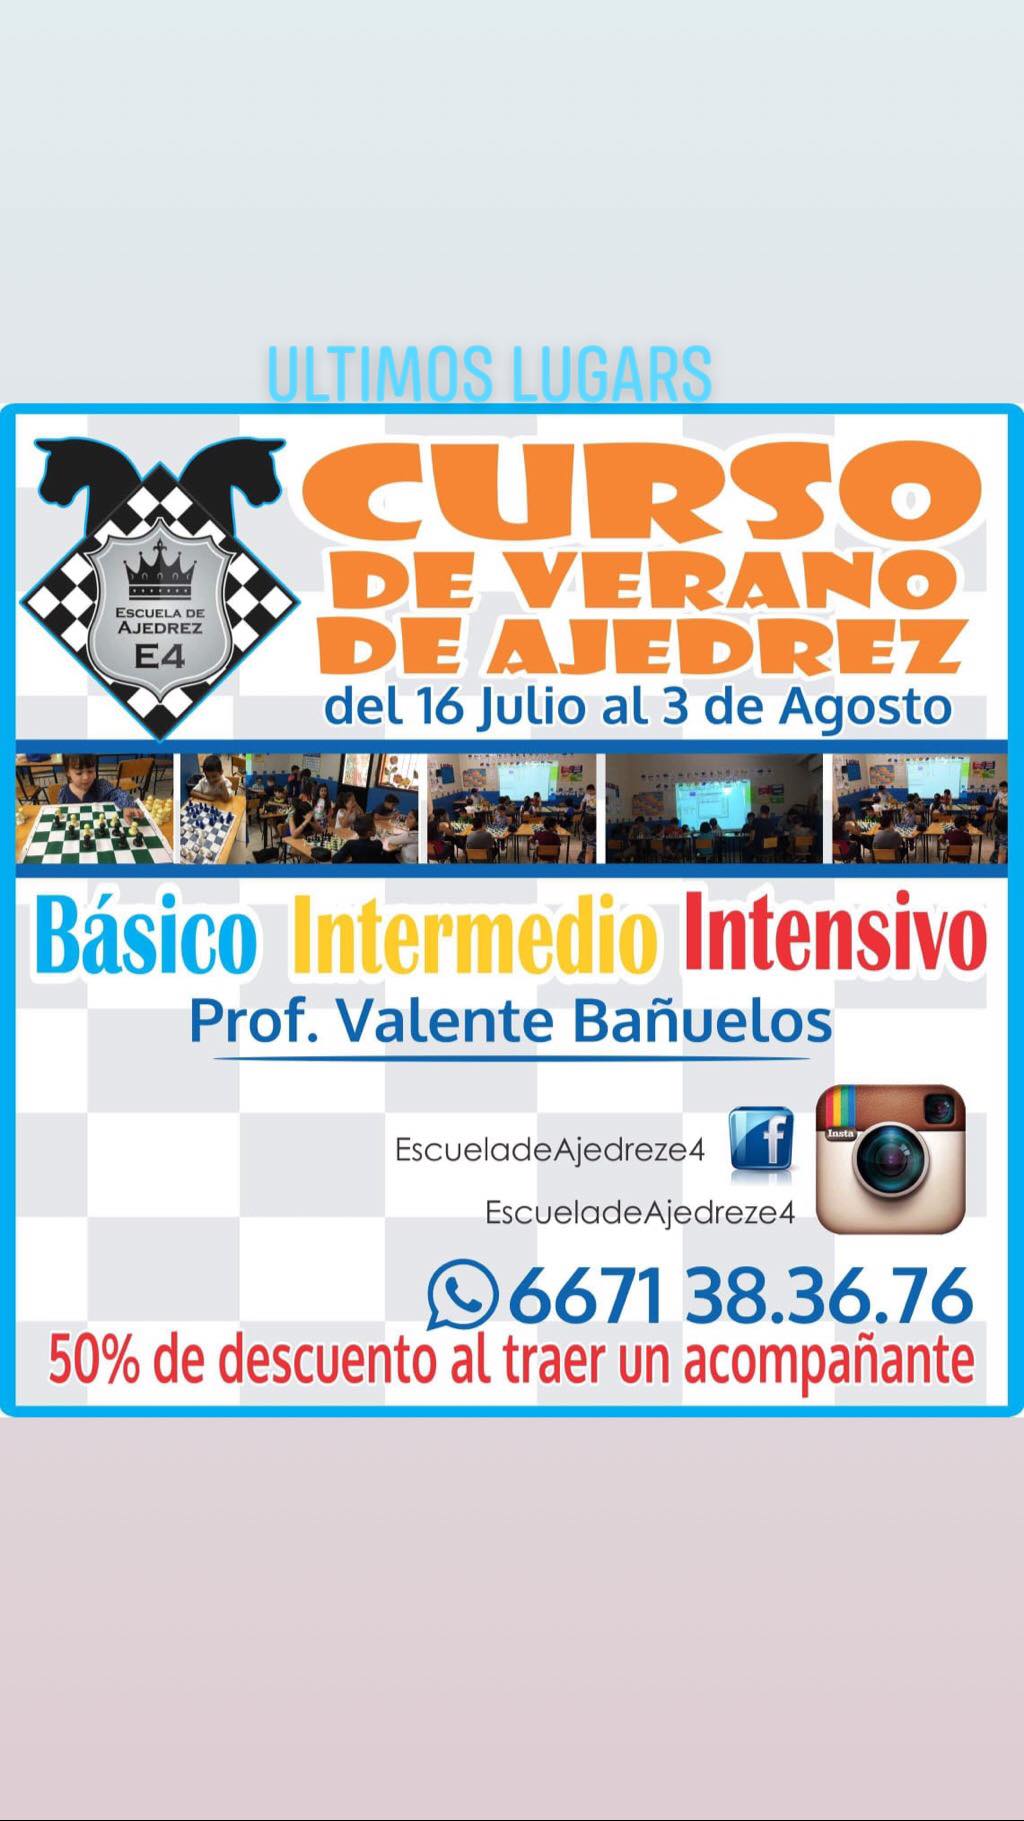 ULTIMOS LUGARS
ESCUELA DE
AJEDREZ
E4
CURSO
DE VERANO
DE AJEDREZ
del 16 Julio al 3 de Agosto
Básico Intermedio Intensivo
Prof. Valente Bañuelos
EscueladeAjedreze4
Insta
EscueladeAjedreze4
6671 38.36.76
50% de descuento al traer un acompañante